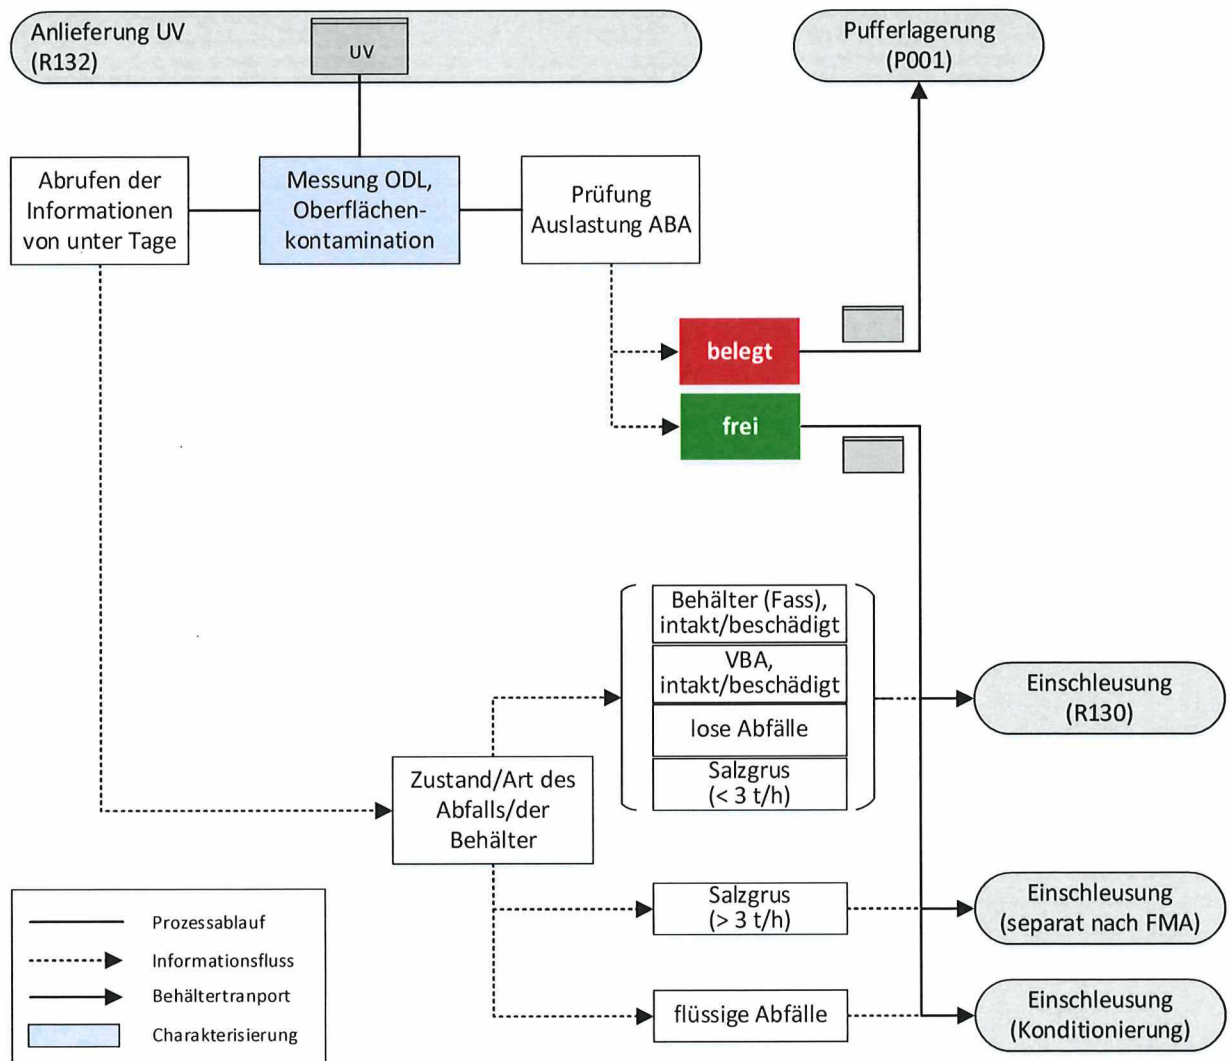 Anlieferung UV
(R132)
UV
Pufferlagerung
(P001)
Abrufen der
Informationen
von unter Tage
Messung ODL,
Oberflächen-
kontamination
Prüfung
Auslastung ABA
belegt
frei
Behälter (Fass),
intakt/beschädigt
VBA,
intakt/beschädigt
lose Abfälle
Salzgrus
(< 3 t/h)
Einschleusung
(R130)
Zustand/Art des
Abfalls/der
Behälter
Salzgrus
(> 3 t/h)
Einschleusung
(separat nach FMA)
flüssige Abfälle
Einschleusung
(Konditionierung)
Prozessablauf
Informationsfluss
Behältertranport
Charakterisierung